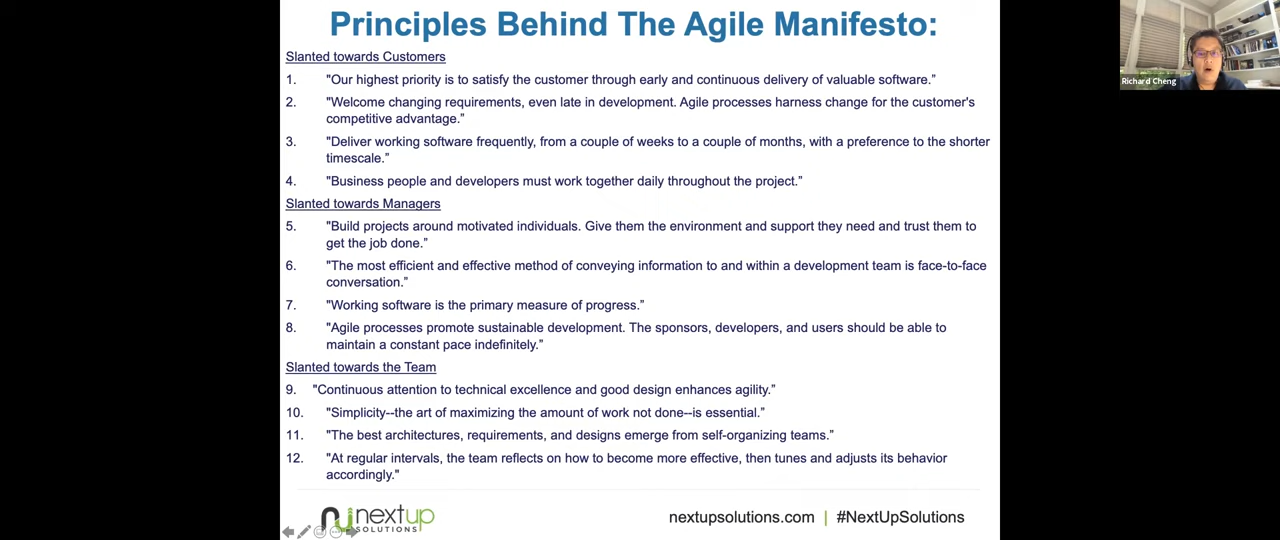 Principles Behind The Agile Manifesto:
Slanted towards Customers
1. "Our highest priority is to satisfy the customer through early and continuous delivery of valuable software.”
2. "Welcome changing requirements, even late in development. Agile processes harness change for the customer's
competitive advantage.”
3. "Deliver working software frequently, from a couple of weeks to a couple of months, with a preference to the shorter
timescale.”
4. "Business people and developers must work together daily throughout the project.”
Slanted towards Managers
5. "Build projects around motivated individuals. Give them the environment and support they need and trust them to
get the job done.”
6. "The most efficient and effective method of conveying information to and within a development team is face-to-face
conversation.”
7. "Working software is the primary measure of progress.”
8. "Agile processes promote sustainable development. The sponsors, developers, and users should be able to
maintain a constant pace indefinitely.”
Slanted towards the Team
9. "Continuous attention to technical excellence and good design enhances agility.”
10. "Simplicity--the art of maximizing the amount of work not done--is essential.”
11. "The best architectures, requirements, and designs emerge from self-organizing teams.”
12. "At regular intervals, the team reflects on how to become more effective, then tunes and adjusts its behavior
accordingly."
nextup
SOLUTIONS
nextupsolutions.com | #NextUpSolutions
Richard Cheng